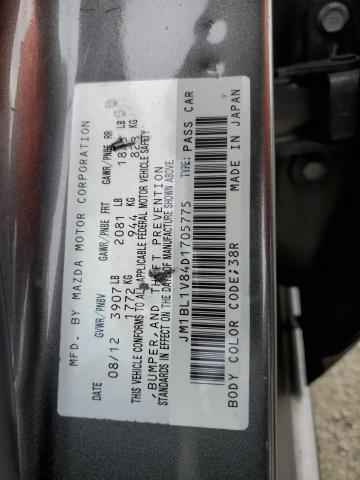 MFD. BY MAZDA MOTOR CORPORATION
DATE GVWR/PNBV GAWR/PNBE FRT GAWR/PNBE RR
08/12 3907 LB 2081 LB LB
1772 KG 944 KG KG
THIS VEHICLE CONFORMS TO ALL APPLICABLE FEDERAL MOTOR VEHICLE SAFETY,
BUMPER, AND THEFT PREVENTION
STANDARDS IN EFFECT ON THE DATE OF MANUFACTURE SHOWN ABOVE.
JM1BL1V84D1705775 TYPE: PASS CAR
BODY COLOR CODE;38R MADE IN JAPAN